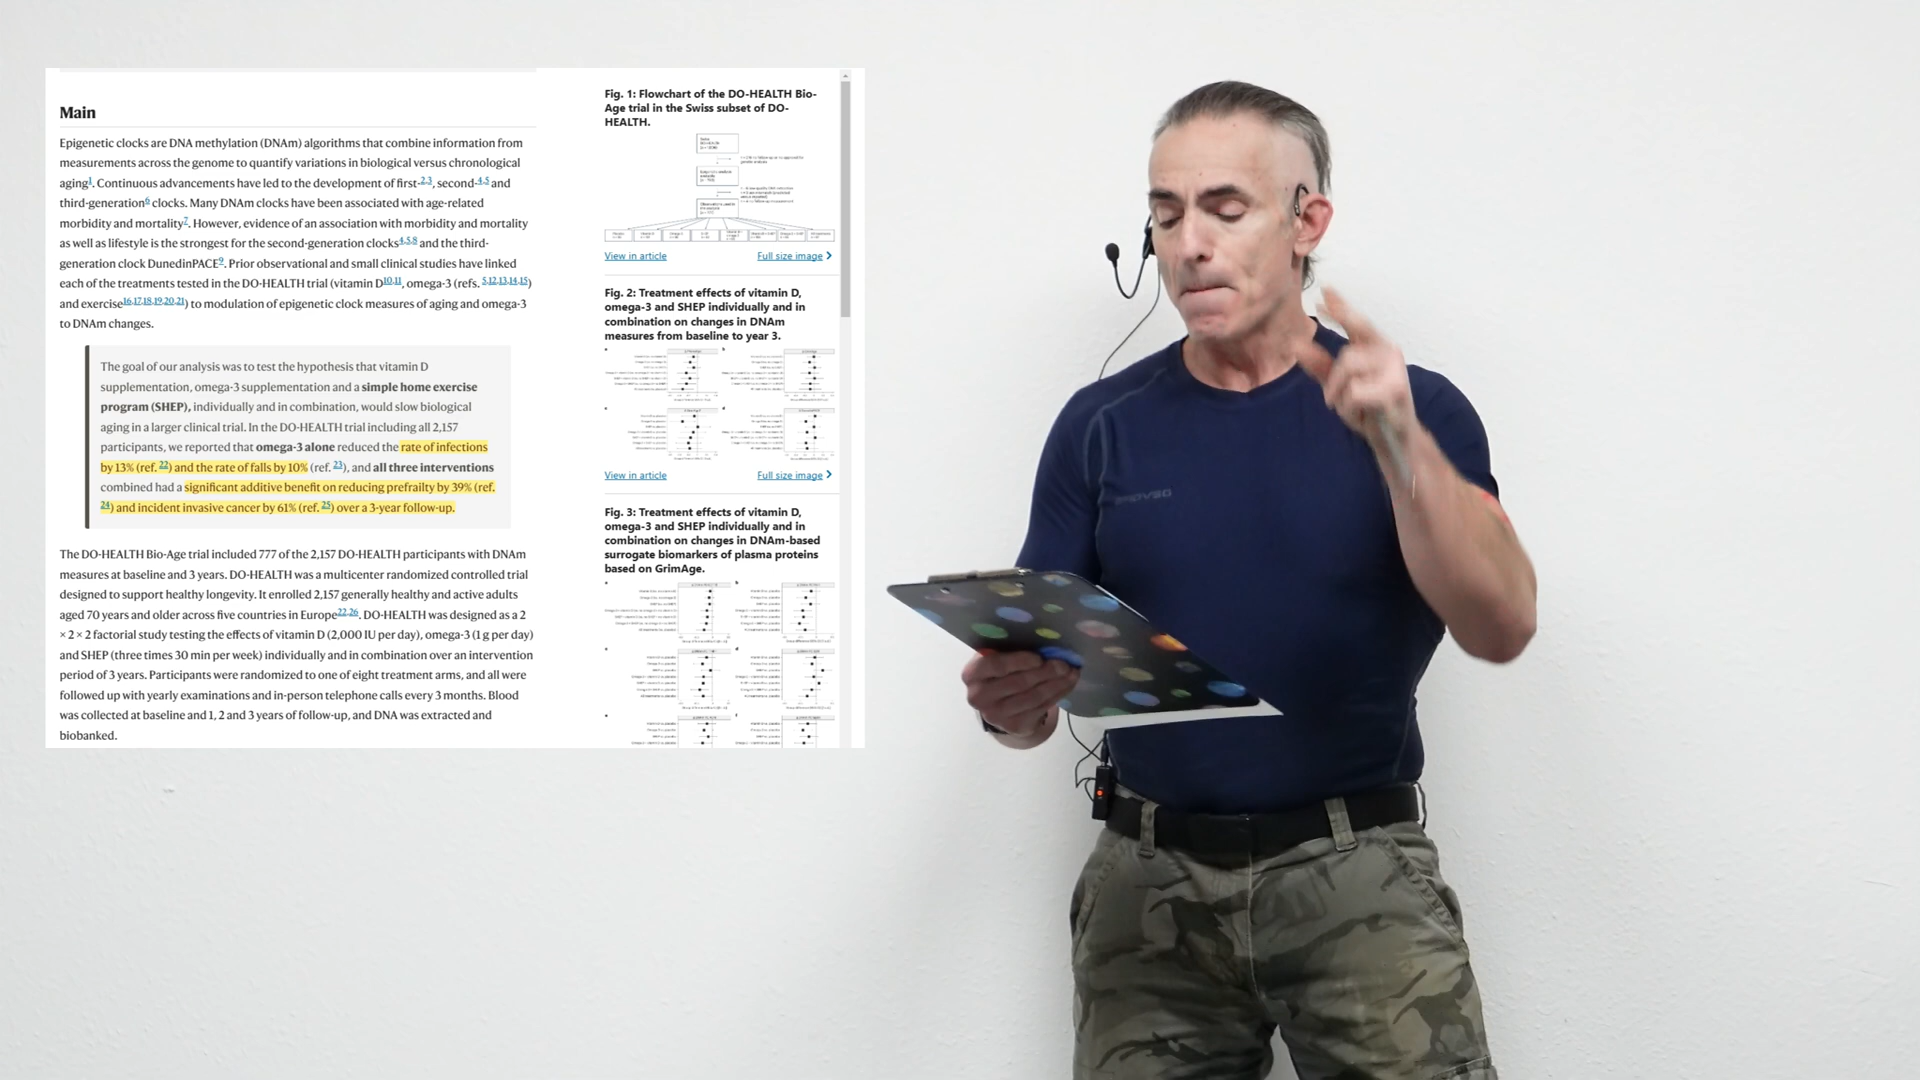 Main
Epigenetic clocks are DNA methylation (DNAm) algorithms that combine information from
measurements across the genome to quantify variations in biological versus chronological
aging1. Continuous advancements have led to the development of first-2,3, second-4,5 and
third-generation6 clocks. Many DNAm clocks have been associated with age-related
morbidity and mortality7. However, evidence of an association with morbidity and mortality
as well as lifestyle is the strongest for the second-generation clocks4,5,8 and the third-
generation clock DunedinPACE9. Prior observational and small clinical studies have linked
each of the treatments tested in the DO-HEALTH trial (vitamin D10,11, omega-3 (refs. 5,12,13,14,15)
and exercise16,17,18,19,20,21) to modulation of epigenetic clock measures of aging and omega-3
to DNAm changes.
The goal of our analysis was to test the hypothesis that vitamin D
supplementation, omega-3 supplementation and a simple home exercise
program (SHEP), individually and in combination, would slow biological
aging in a larger clinical trial. In the DO-HEALTH trial including all 2,157
participants, we reported that omega-3 alone reduced the rate of infections
by 13% (ref. 22) and the rate of falls by 10% (ref. 23), and all three interventions
combined had a significant additive benefit on reducing prefrailty by 39% (ref.
24) and incident invasive cancer by 61% (ref. 25) over a 3-year follow-up.
The DO-HEALTH Bio-Age trial included 777 of the 2,157 DO-HEALTH participants with DNAm
measures at baseline and 3 years. DO-HEALTH was a multicenter randomized controlled trial
designed to support healthy longevity. It enrolled 2,157 generally healthy and active adults
aged 70 years and older across five countries in Europe22,26. DO-HEALTH was designed as a 2
× 2 × 2 factorial study testing the effects of vitamin D (2,000 IU per day), omega-3 (1 g per day)
and SHEP (three times 30 min per week) individually and in combination over an intervention
period of 3 years. Participants were randomized to one of eight treatment arms, and all were
followed up with yearly examinations and in-person telephone calls every 3 months. Blood
was collected at baseline and 1, 2 and 3 years of follow-up, and DNA was extracted and
biobanked.
Fig. 1: Flowchart of the DO-HEALTH Bio-
Age trial in the Swiss subset of DO-
HEALTH.
View in article
Full size image
Fig. 2: Treatment effects of vitamin D,
omega-3 and SHEP individually and in
combination on changes in DNAm
measures from baseline to year 3.
View in article
Full size image
Fig. 3: Treatment effects of vitamin D,
omega-3 and SHEP individually and in
combination on changes in DNAm-based
surrogate biomarkers of plasma proteins
based on GrimAge.